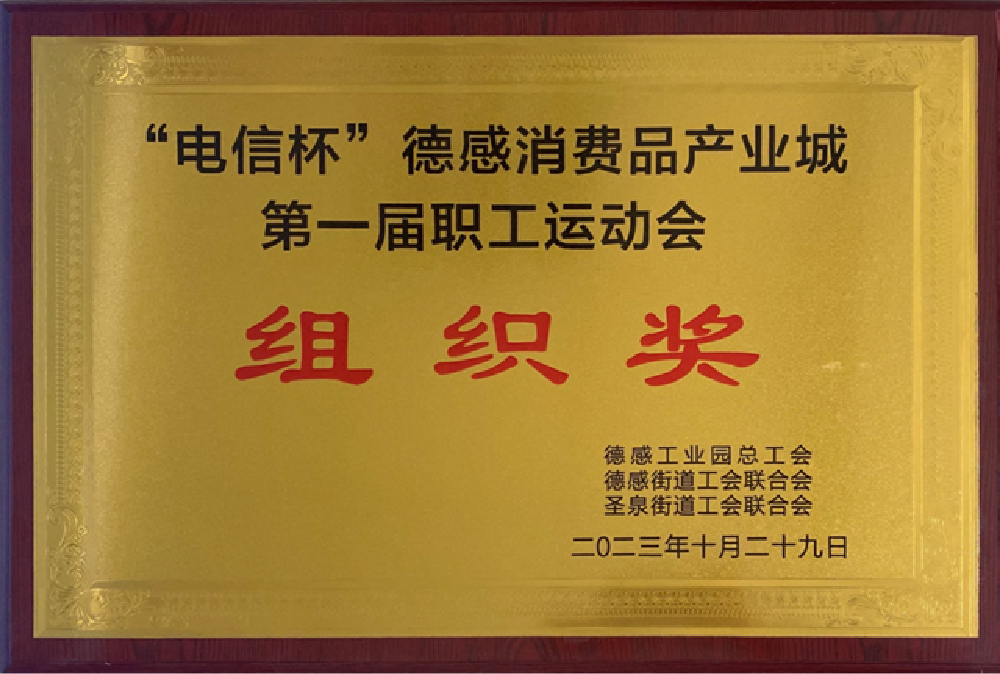 “电信杯”德感消费品产业城
第一届职工运动会
组织奖
德感工业园总工会
德感街道工会联合会
圣泉街道工会联合会
二0二三年十月二十九日